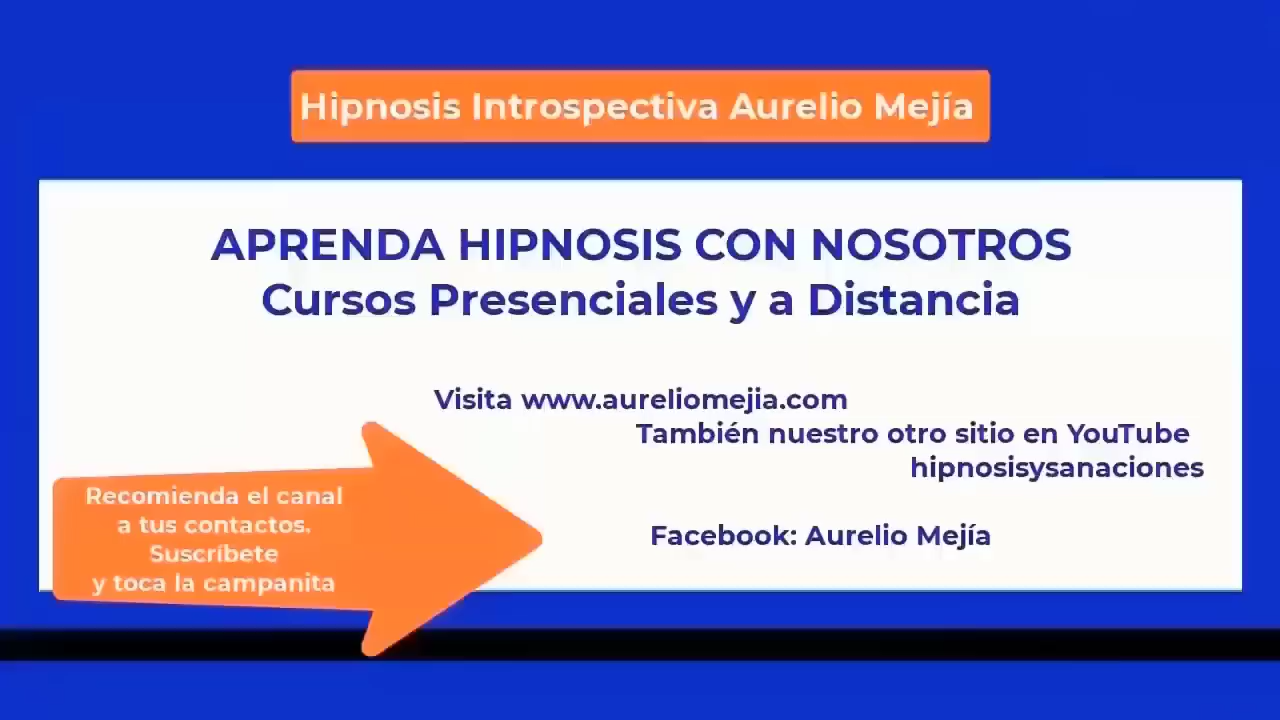 Hipnosis Introspectiva Aurelio Mejía
APRENDA HIPNOSIS CON NOSOTROS
Cursos Presenciales y a Distancia
Visita www.aureliomejia.com
También nuestro otro sitio en YouTube
hipnosisysanaciones
Facebook: Aurelio Mejía
Recomienda el canal
a tus contactos.
Suscríbete
y toca la campanita